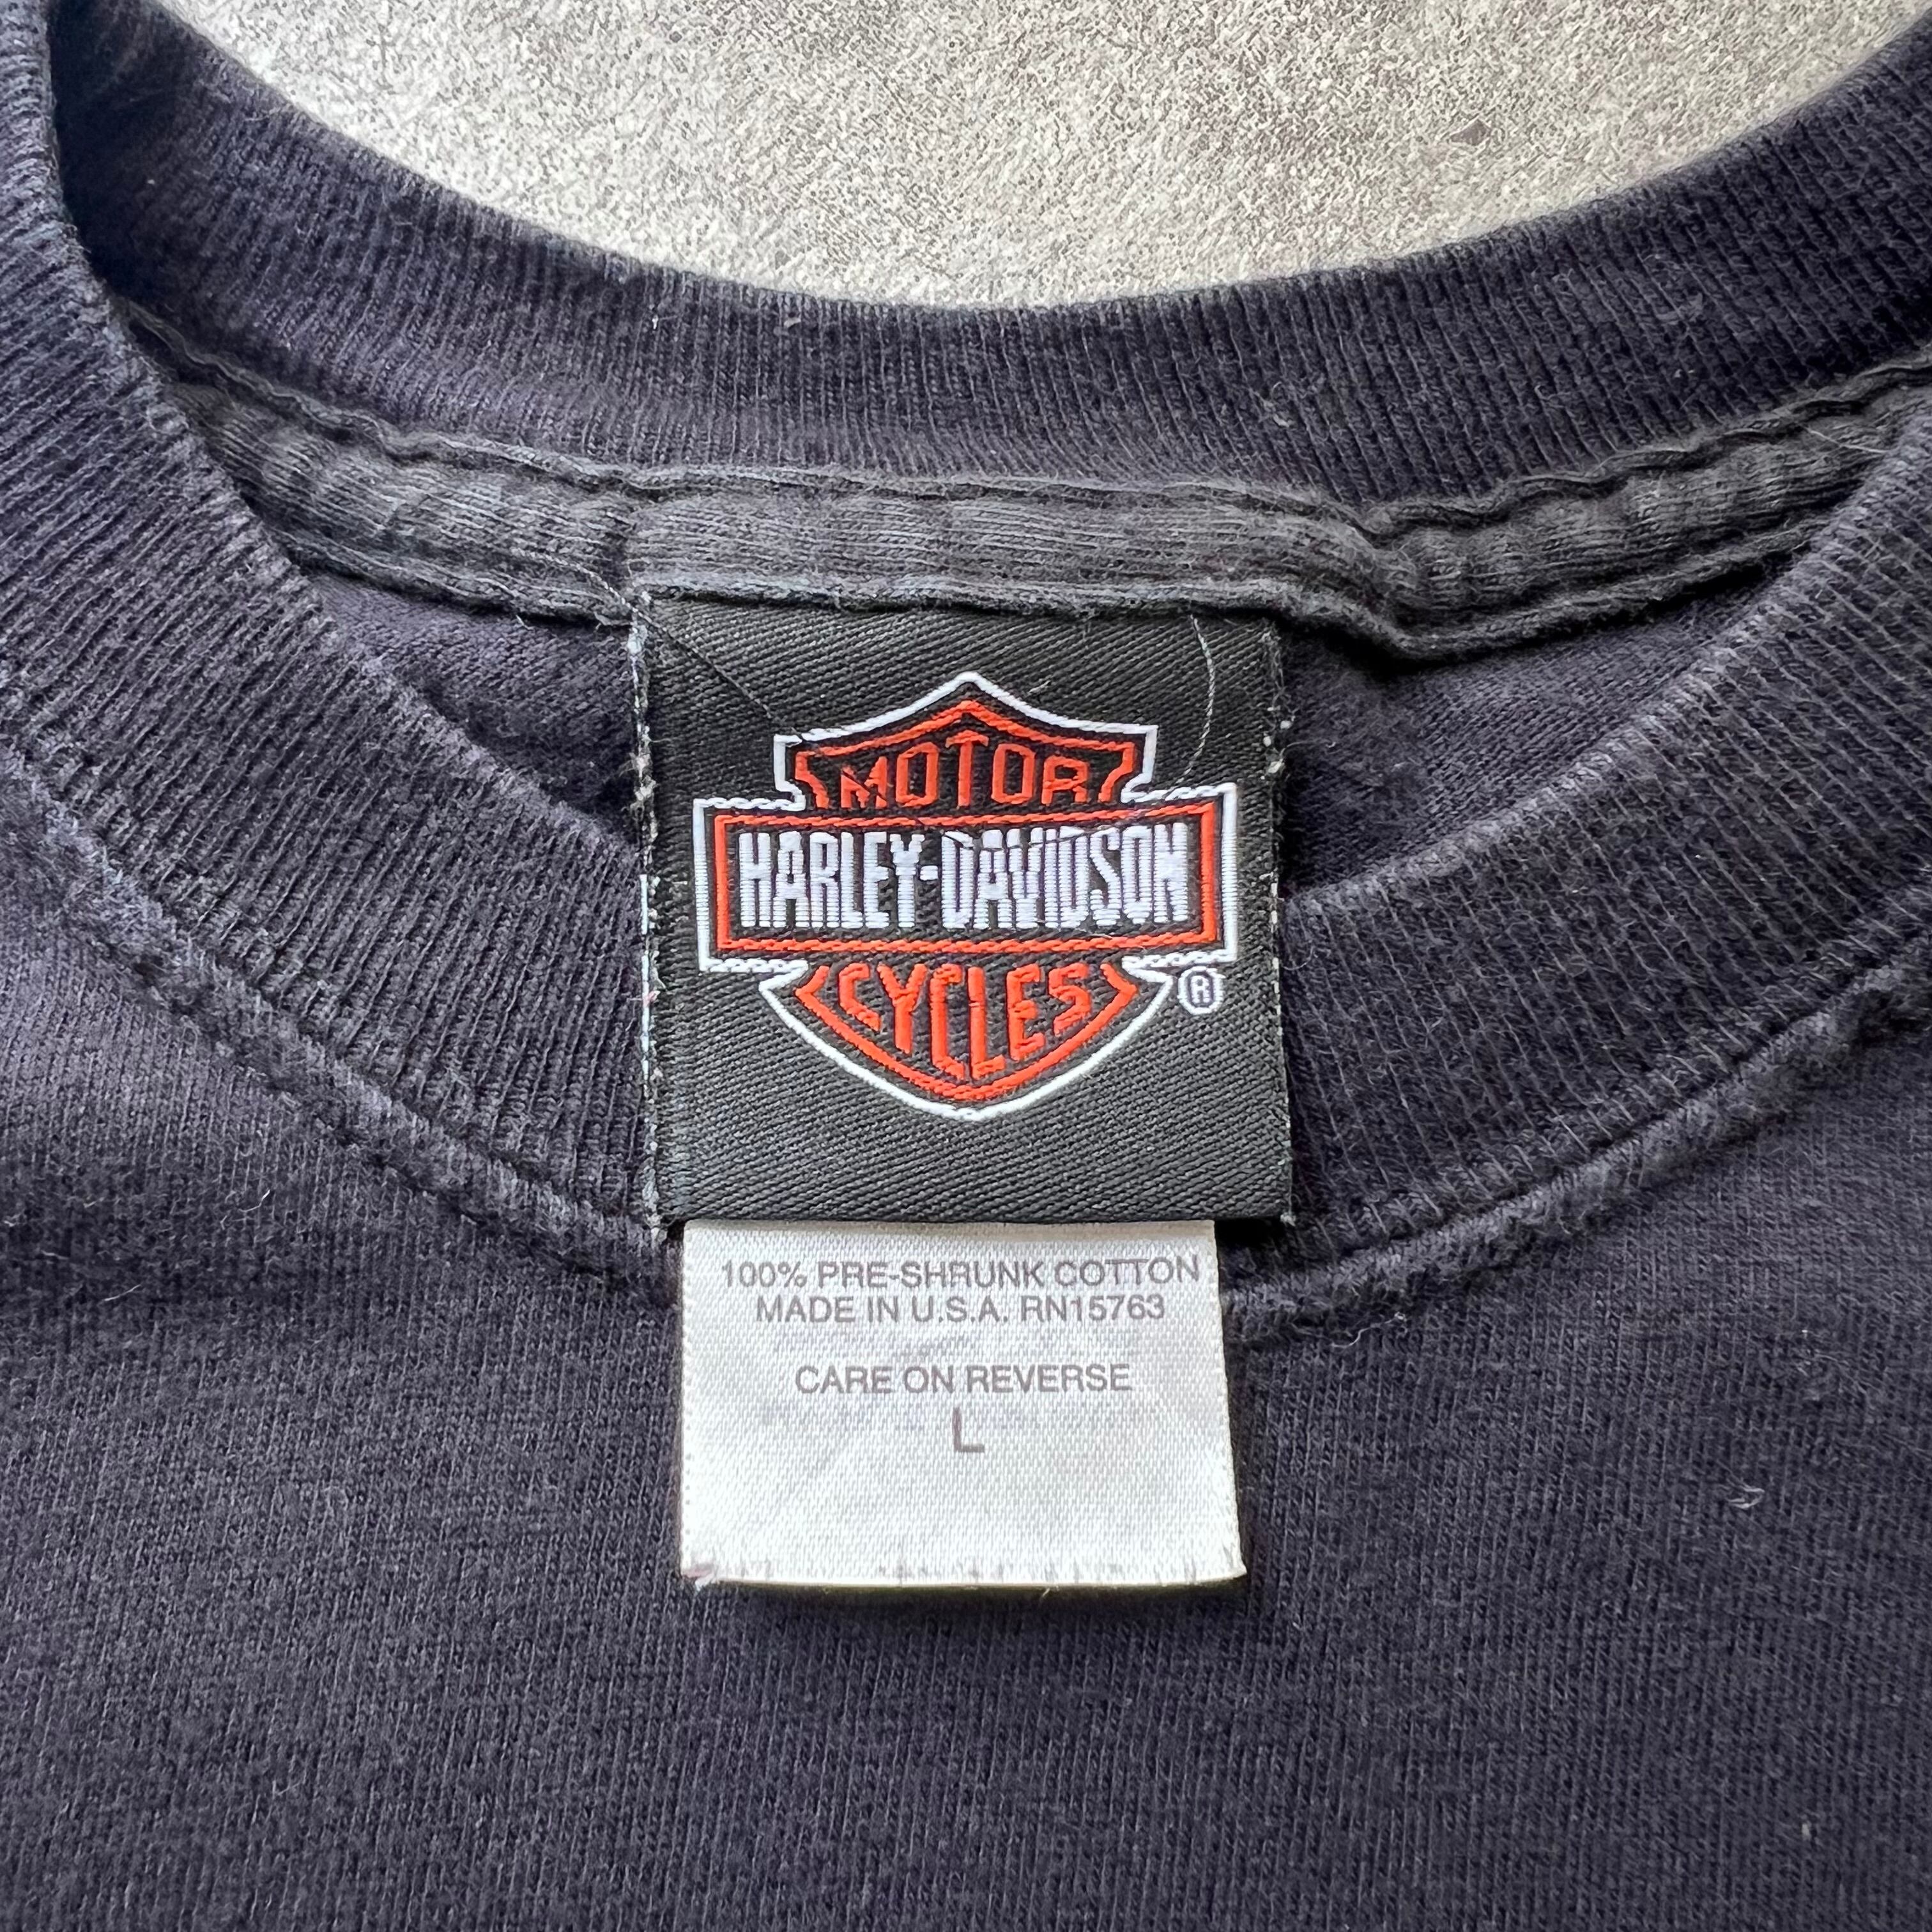 MOTOR
HARLEY-DAVIDSON
CYCLES
®
100% PRE-SHRUNK COTTON
MADE IN U.S.A. RN15763
CARE ON REVERSE
L